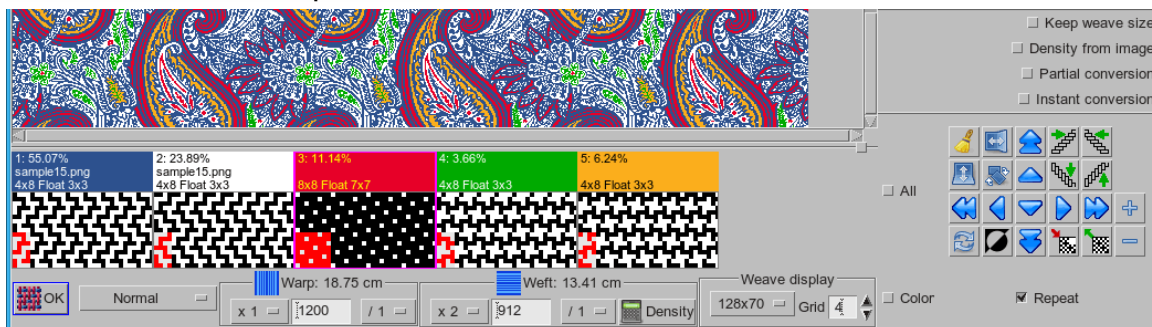 Keep weave size
Density from image
Partial conversion
Instant conversion
1: 55.07% 2: 23.89% 3: 11.14% 4: 3.66% 5: 6.24%
sample15.png sample15.png
4x8 Float 3x3 4x8 Float 3x3 8x8 Float 7x7 4x8 Float 3x3 4x8 Float 3x3
All
Warp: 18.75 cm Weft: 13.41 cm Weave display
OK Normal x 1 1200 / 1 x 2 912 / 1 Density 128x70 Grid 4 Color Repeat